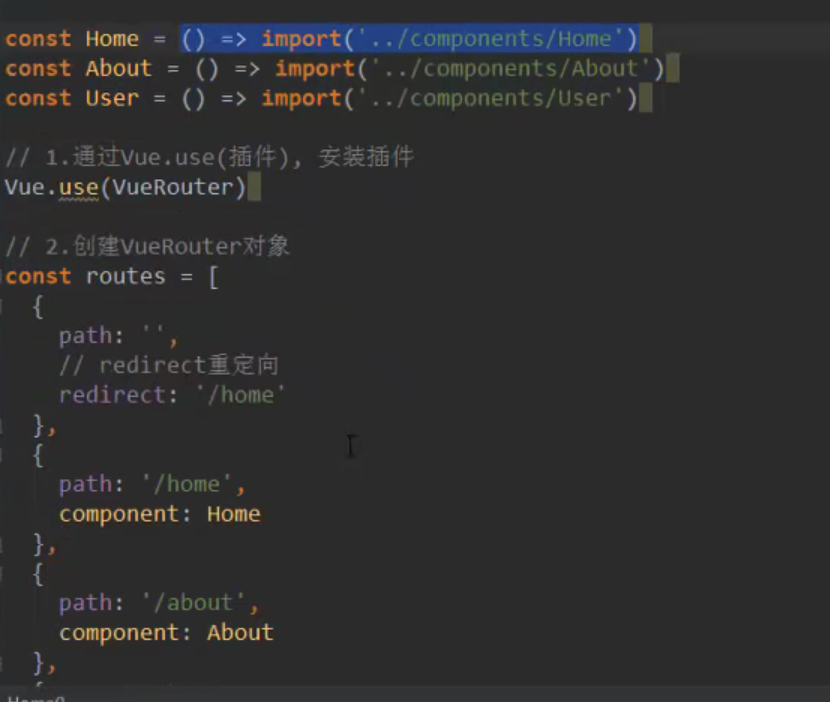 const Home = () => import('../components/Home')
const About = () => import('../components/About')
const User = () => import('../components/User')
// 1.通过Vue.use(插件), 安装插件
Vue.use(VueRouter)
// 2.创建VueRouter对象
const routes = [
{
path: '',
// redirect重定向
redirect: '/home'
},
{
path: '/home',
component: Home
},
{
path: '/about',
component: About
},